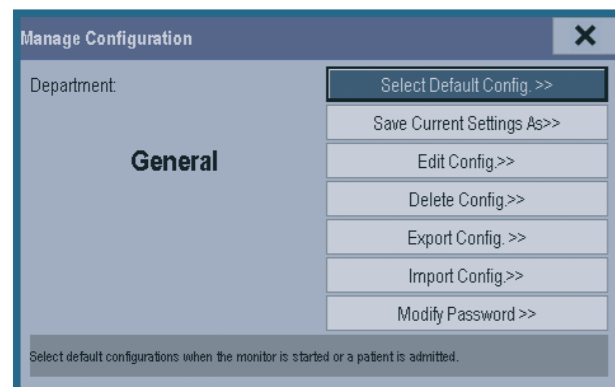 Manage Configuration
Department:
General
Select Default Config. >>
Save Current Settings As>>
Edit Config.>>
Delete Config.>>
Export Config. >>
Import Config.>>
Modify Password >>
Select default configurations when the monitor is started or a patient is admitted.